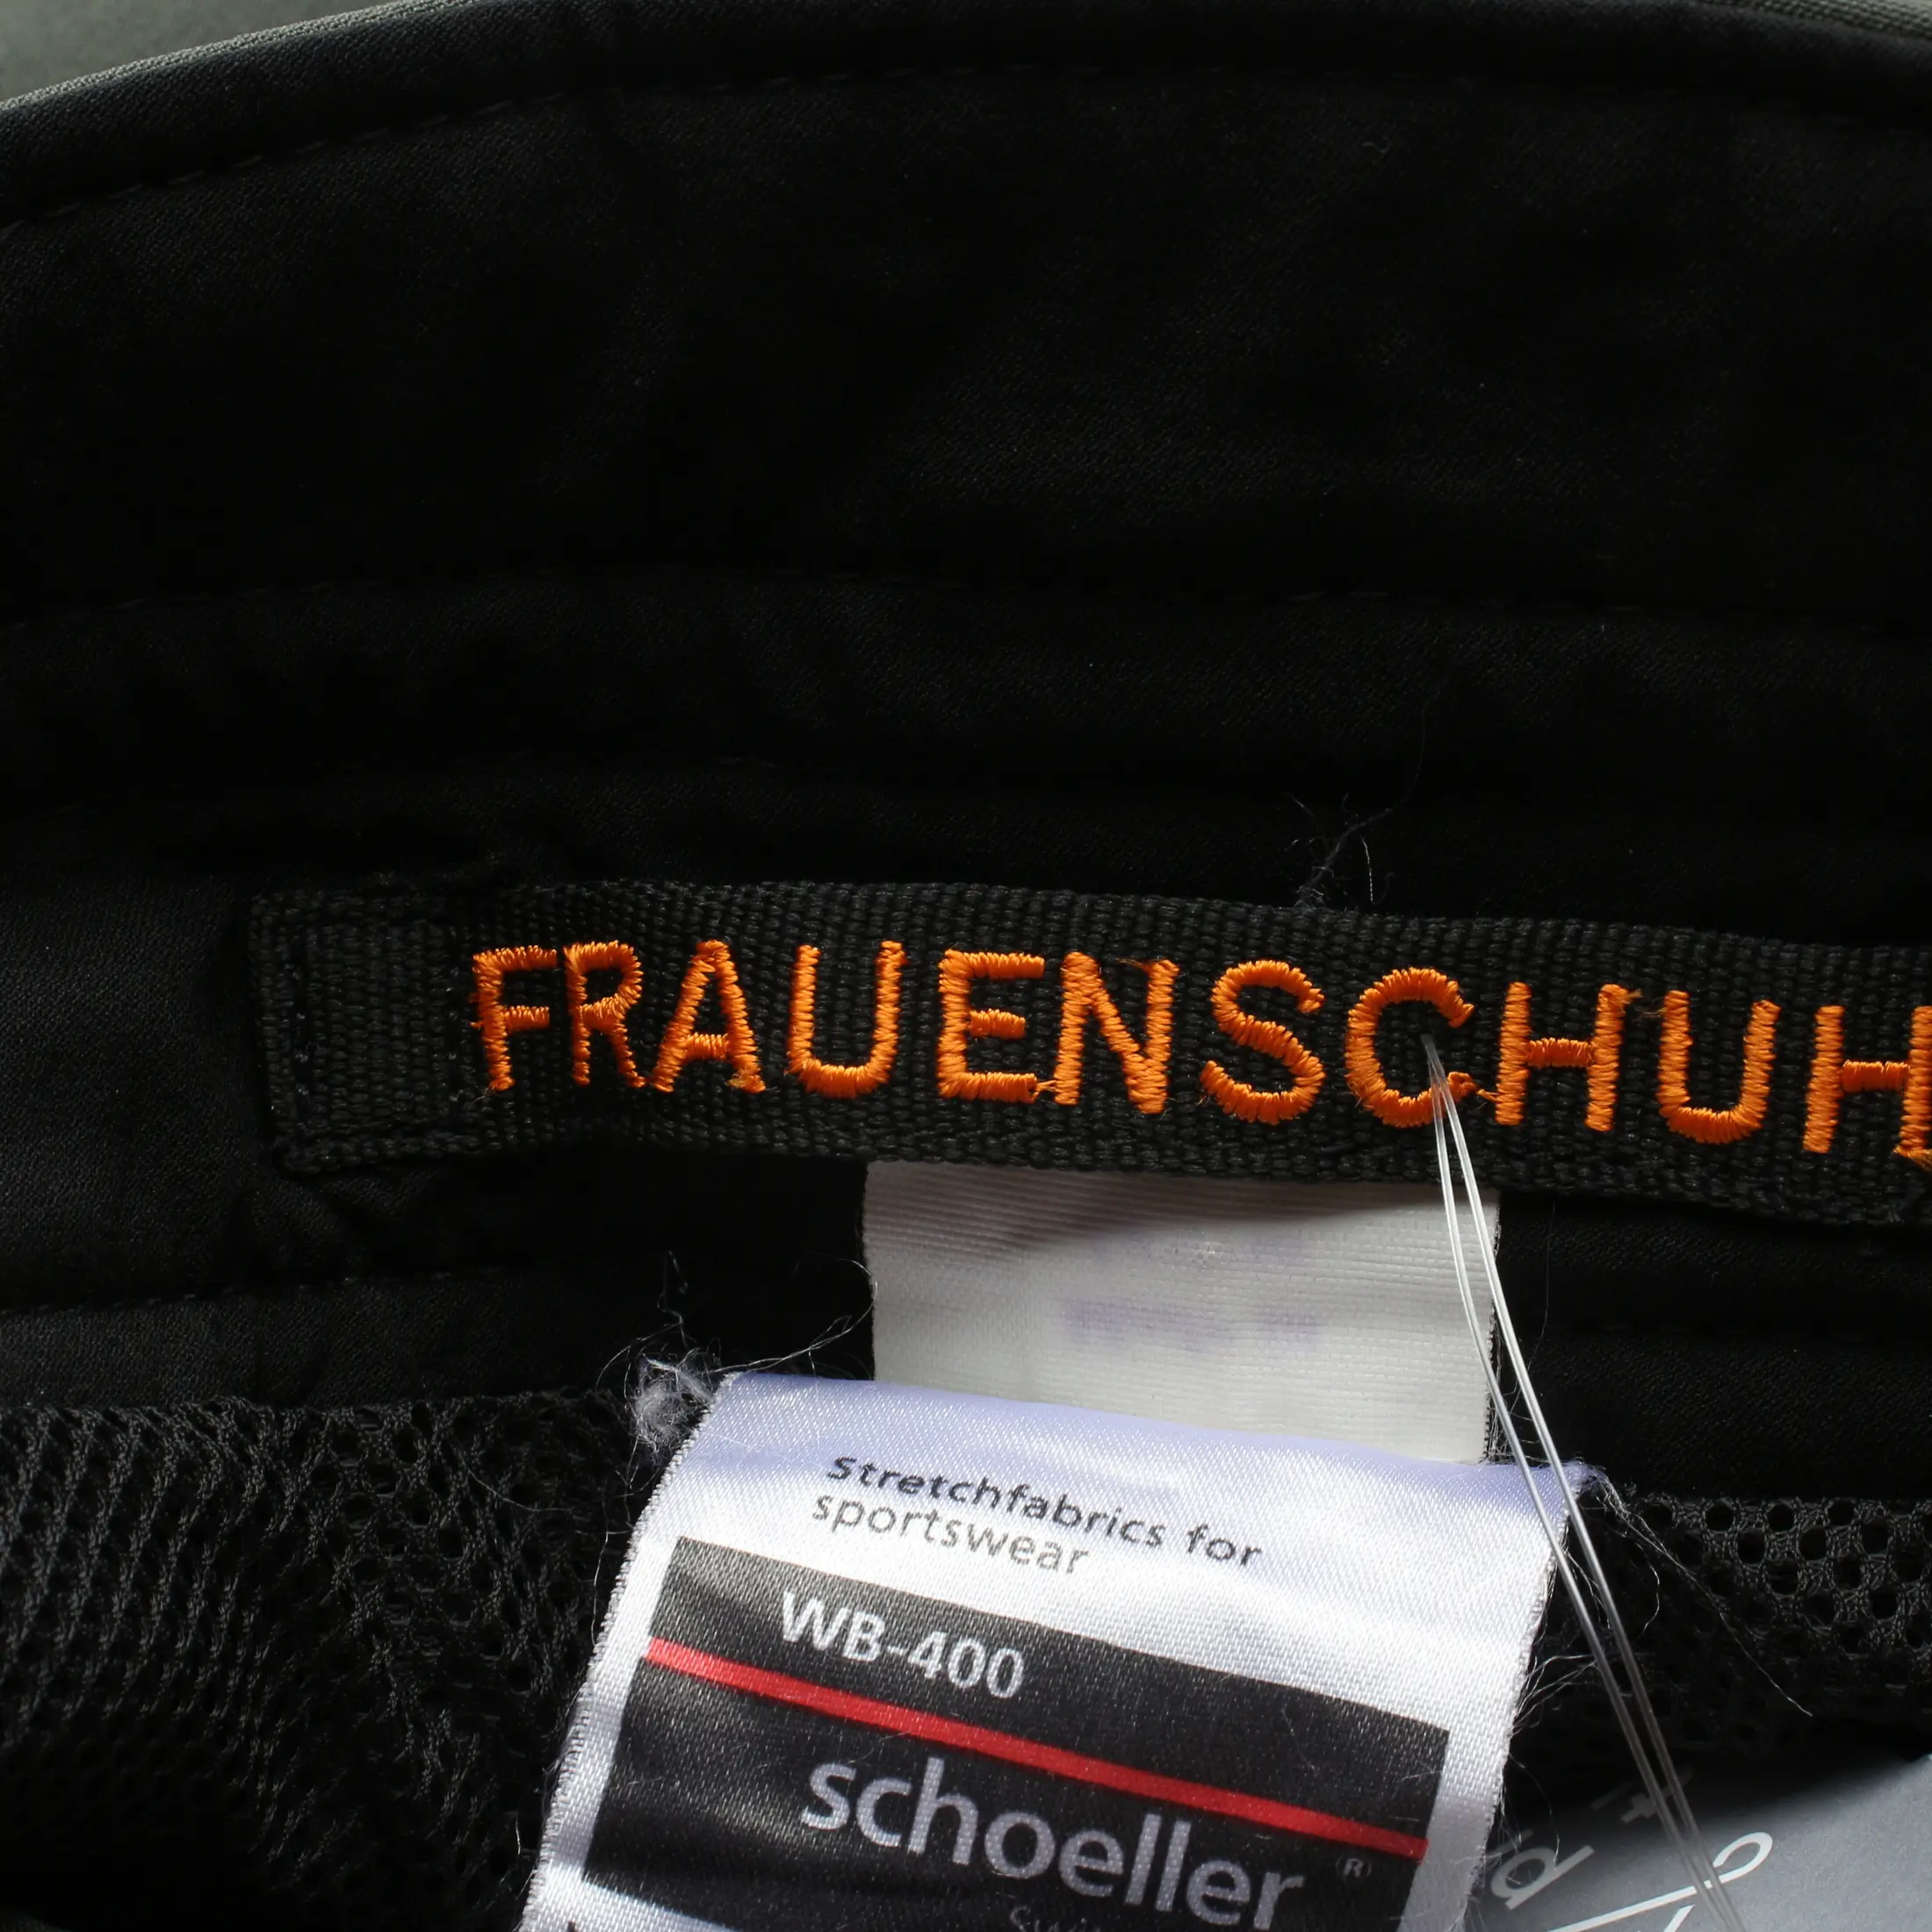 FRAUENSCHUH
Stretchfabrics for
sportswear
WB-400
schoeller®